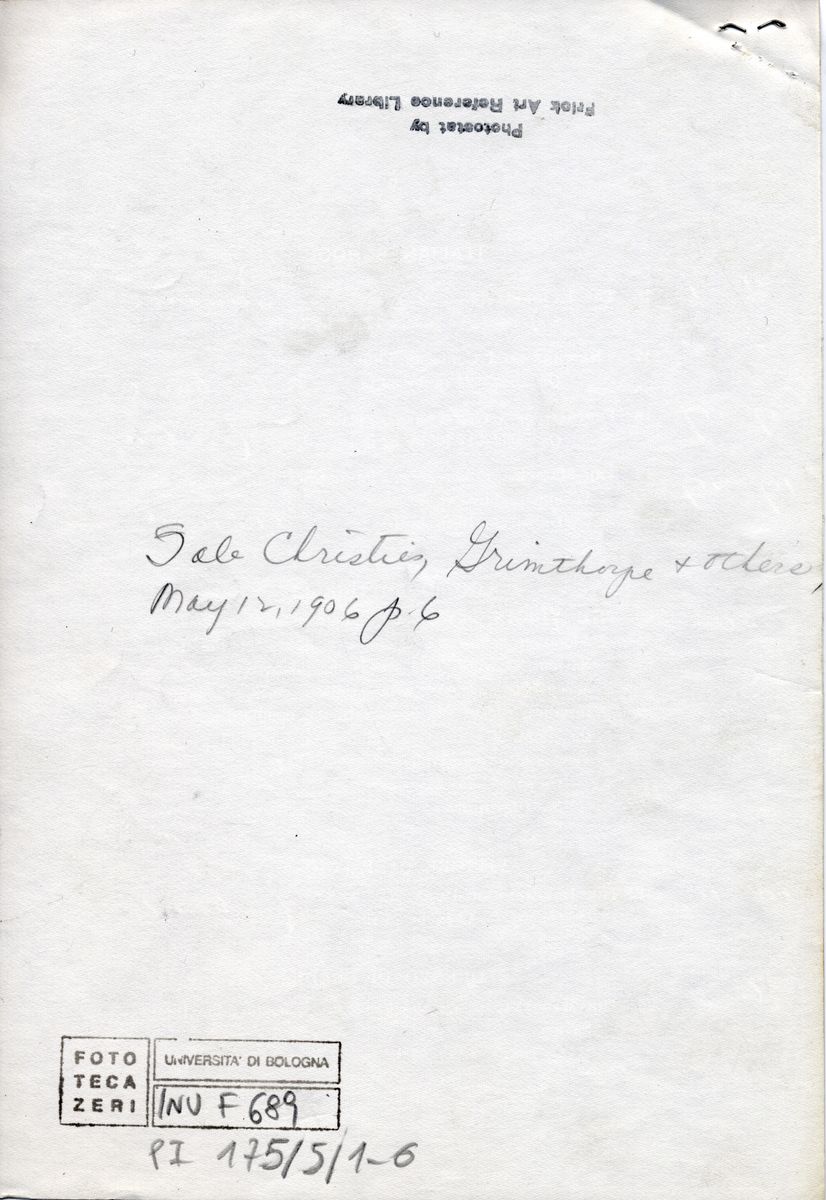 Photostat by
Frick Art Reference Library
Sale Christies, Grimthorpe + others,
May 12, 1906 p. 6
FOTO
TECA
ZERI
UNIVERSITA' DI BOLOGNA
INV F 689
PI 175/5/1-6